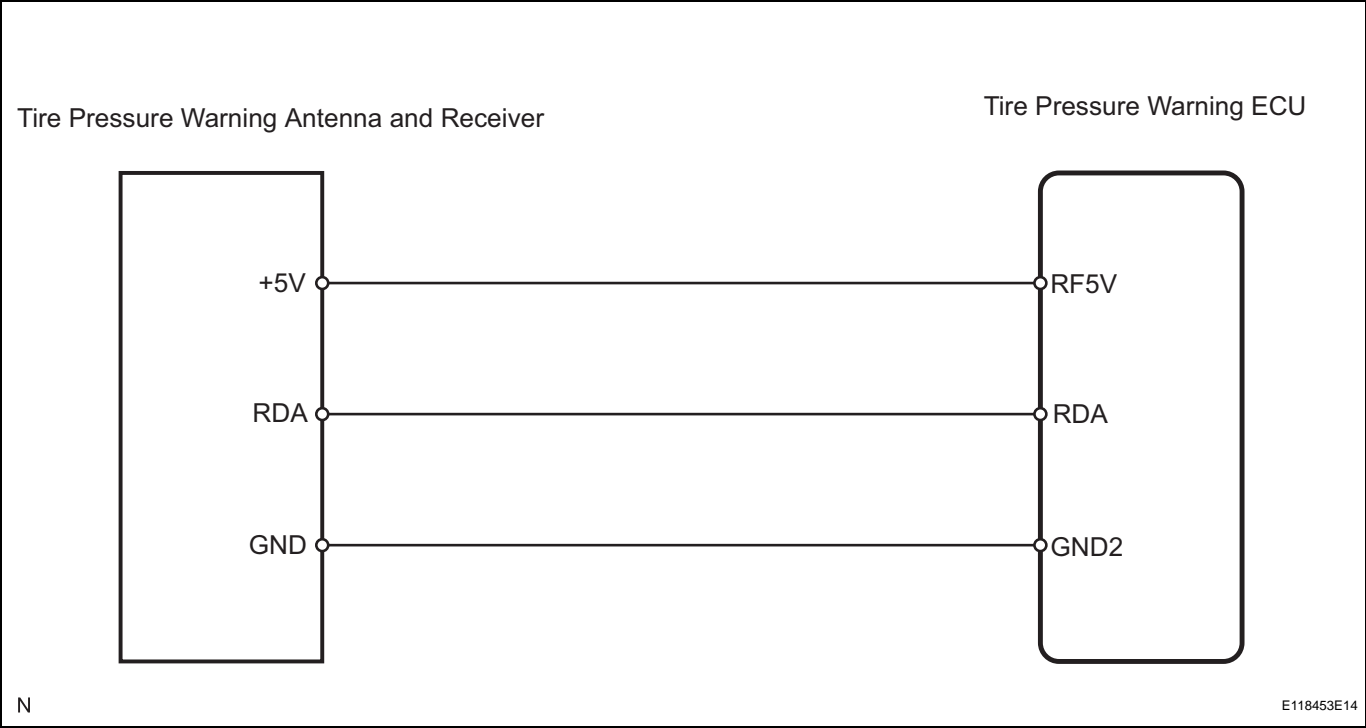 Tire Pressure Warning Antenna and Receiver
Tire Pressure Warning ECU
+5V
RF5V
RDA
RDA
GND
GND2
N
E118453E14